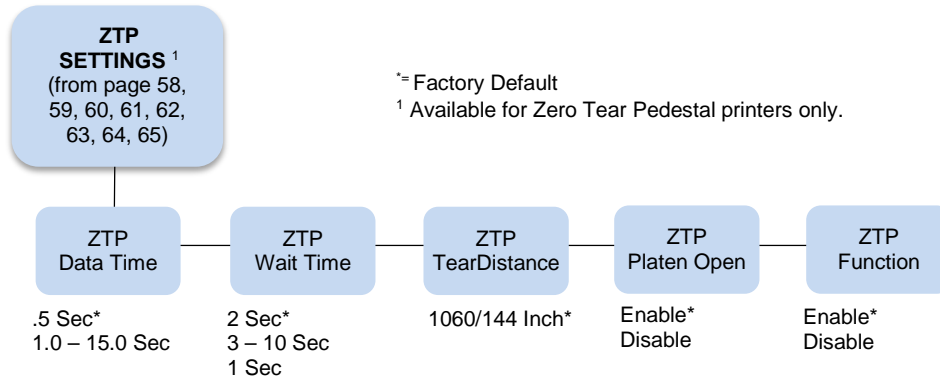 ZTP
SETTINGS ¹
(from page 58,
59, 60, 61, 62,
63, 64, 65)
*= Factory Default
¹ Available for Zero Tear Pedestal printers only.
ZTP
Data Time
ZTP
Wait Time
ZTP
TearDistance
ZTP
Platen Open
ZTP
Function
.5 Sec*
1.0 – 15.0 Sec
2 Sec*
3 – 10 Sec
1 Sec
1060/144 Inch*
Enable*
Disable
Enable*
Disable